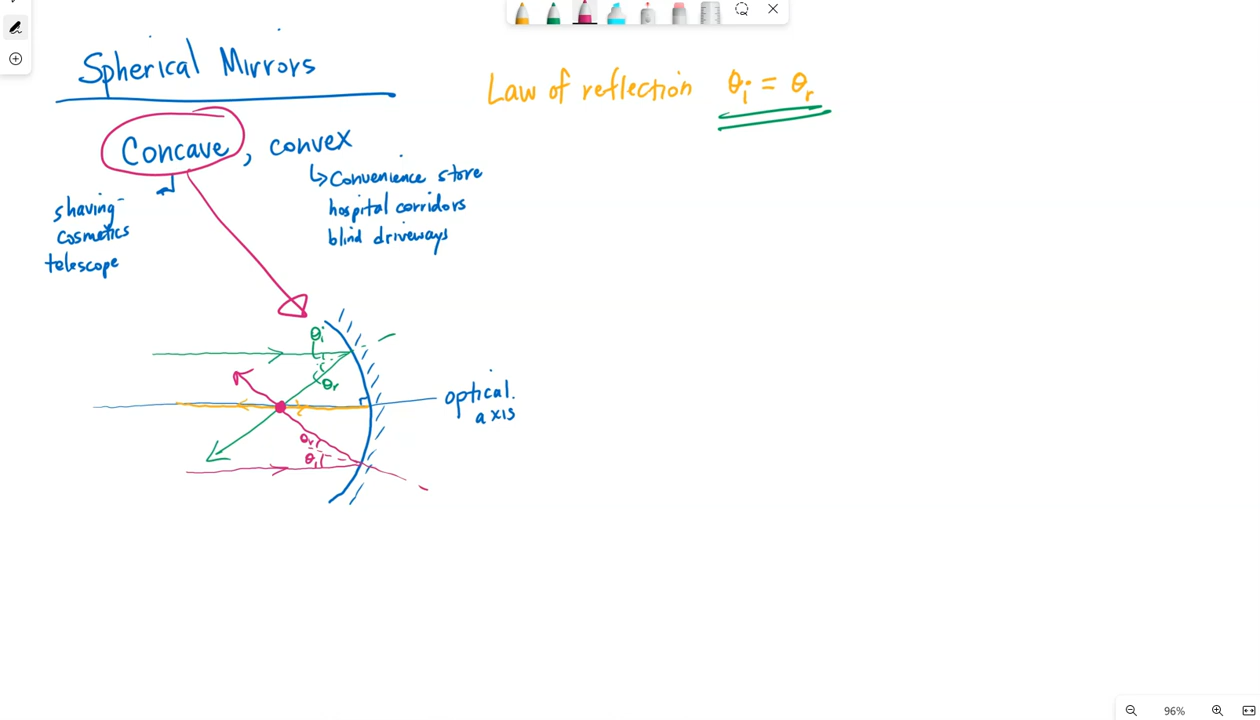 Spherical Mirrors
Law of reflection θi = θr
Concave, convex
↳ Convenience store
hospital corridors
blind driveways
shaving-
cosmetics
telescope
θi
θr
optical.
axis
θr
θi
96%